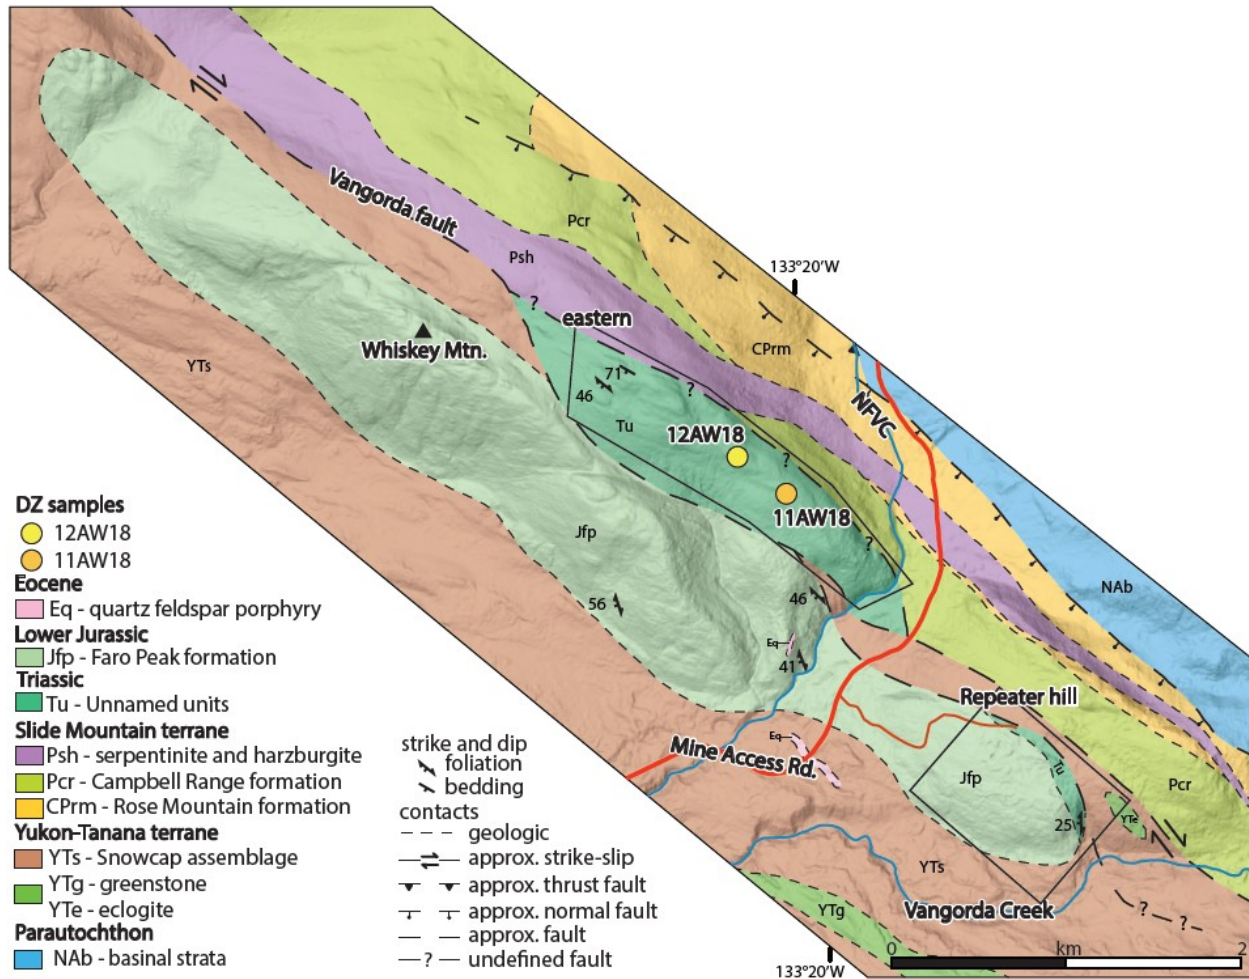 133°20'W
Vangorda fault
Pcr
Psh
?
eastern
CPrm
Whiskey Mtn.
YTs
71
46
?
NFVC
Tu
12AW18
?
11AW18
Jfp
?
NAb
56
46
Eq
41
Repeater hill
Eq
Mine Access Rd.
Jfp
Tu
Pcr
25
YTe
YTs
Vangorda Creek
? ?
YTg
0 km 2
133°20'W
DZ samples
12AW18
11AW18
Eocene
Eq - quartz feldspar porphyry
Lower Jurassic
Jfp - Faro Peak formation
Triassic
Tu - Unnamed units
Slide Mountain terrane
Psh - serpentinite and harzburgite
Pcr - Campbell Range formation
CPrm - Rose Mountain formation
Yukon-Tanana terrane
YTs - Snowcap assemblage
YTg - greenstone
YTe - eclogite
Parautochthon
NAb - basinal strata
strike and dip
foliation
bedding
contacts
geologic
approx. strike-slip
approx. thrust fault
approx. normal fault
approx. fault
? undefined fault